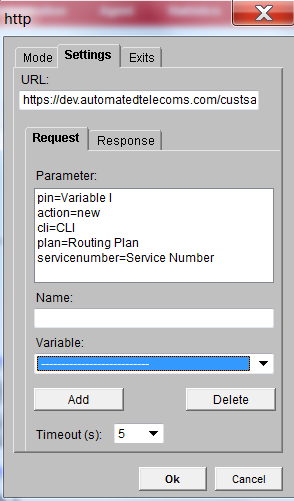 http
Mode Settings Exits
URL:
https://dev.automatedtelecoms.com/custsa
Request Response
Parameter:
pin=Variable I
action=new
cli=CLI
plan=Routing Plan
servicenumber=Service Number
Name:
Variable:
----------------------------
Add Delete
Timeout (s): 5
Ok Cancel